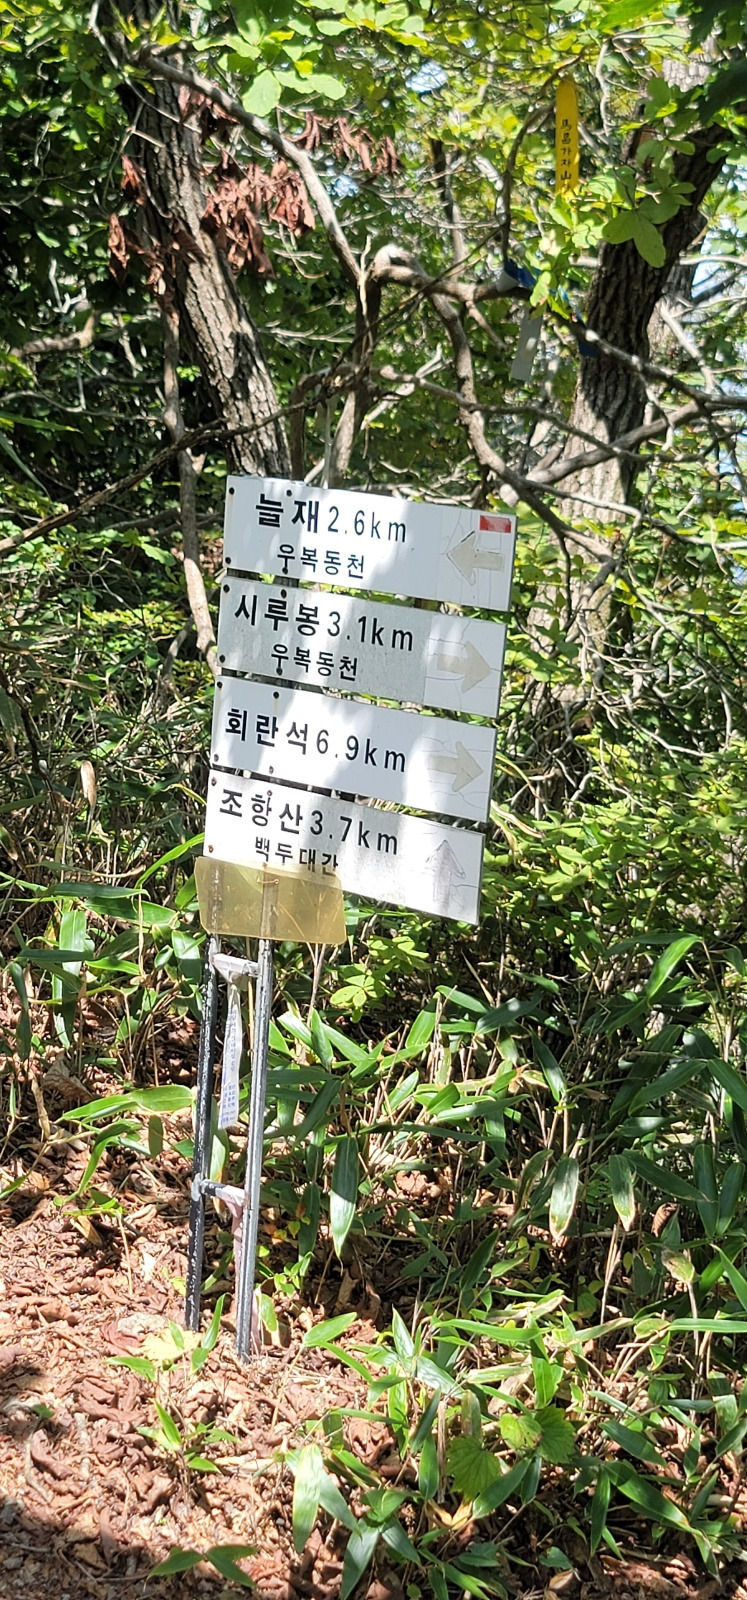 늘재 2.6km
우복동천
시루봉 3.1km
우복동천
회란석 6.9km
조항산 3.7km
백두대간